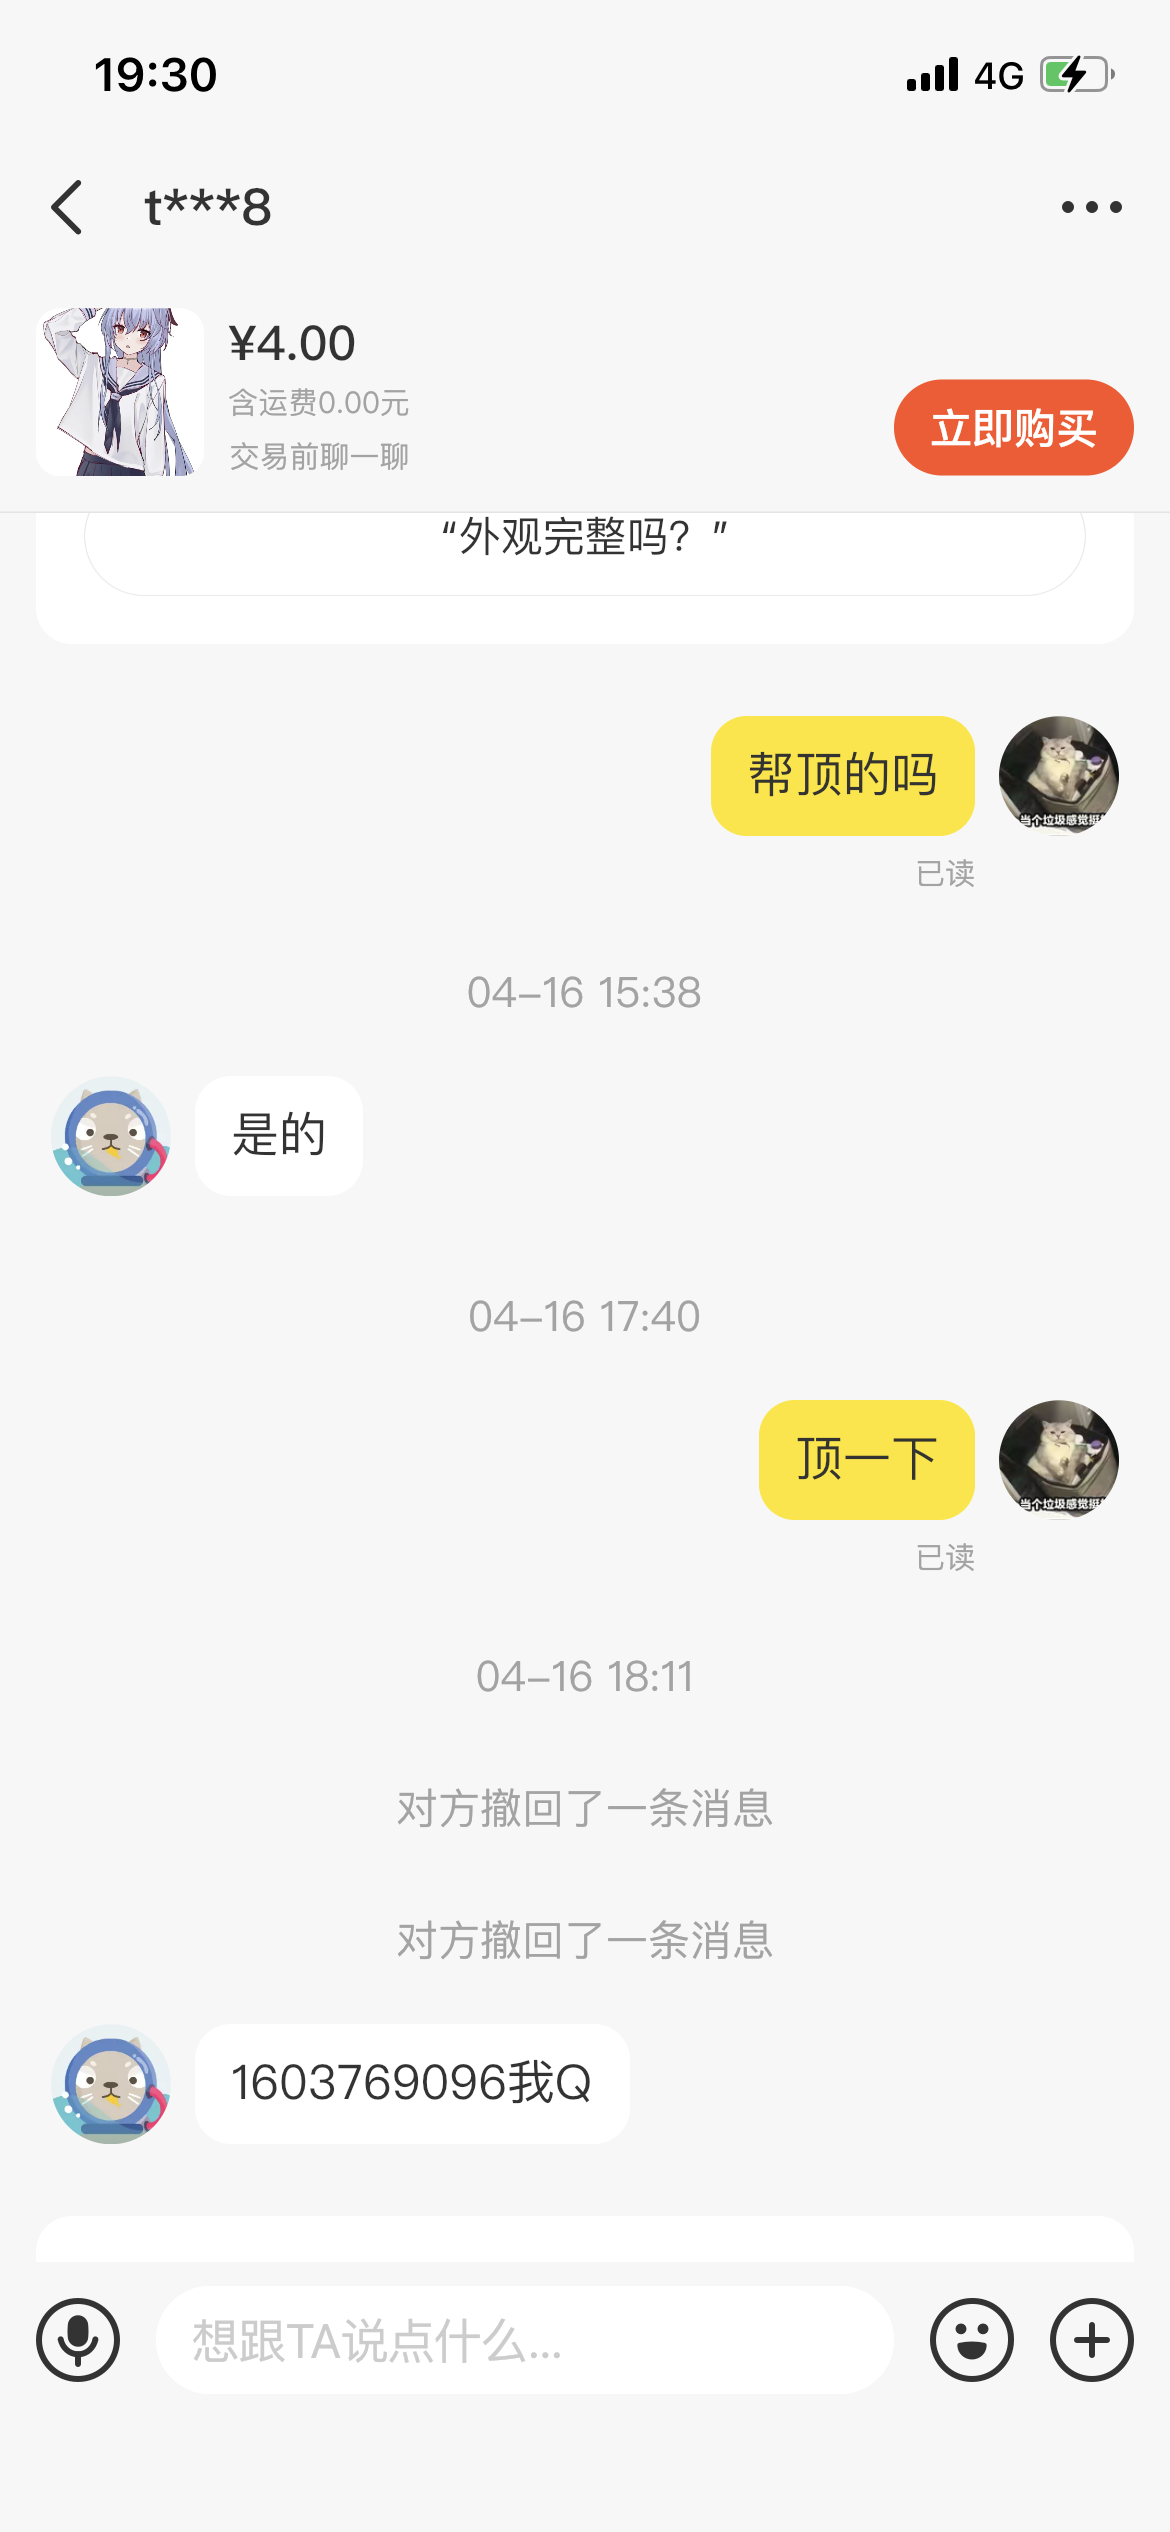 19:30
4G
t***8
¥4.00
含运费0.00元
交易前聊一聊
立即购买
“外观完整吗？”
帮顶的吗
当个垃圾感觉挺
已读
04-16 15:38
是的
04-16 17:40
顶一下
当个垃圾感觉挺
已读
04-16 18:11
对方撤回了一条消息
对方撤回了一条消息
1603769096我Q
想跟TA说点什么...